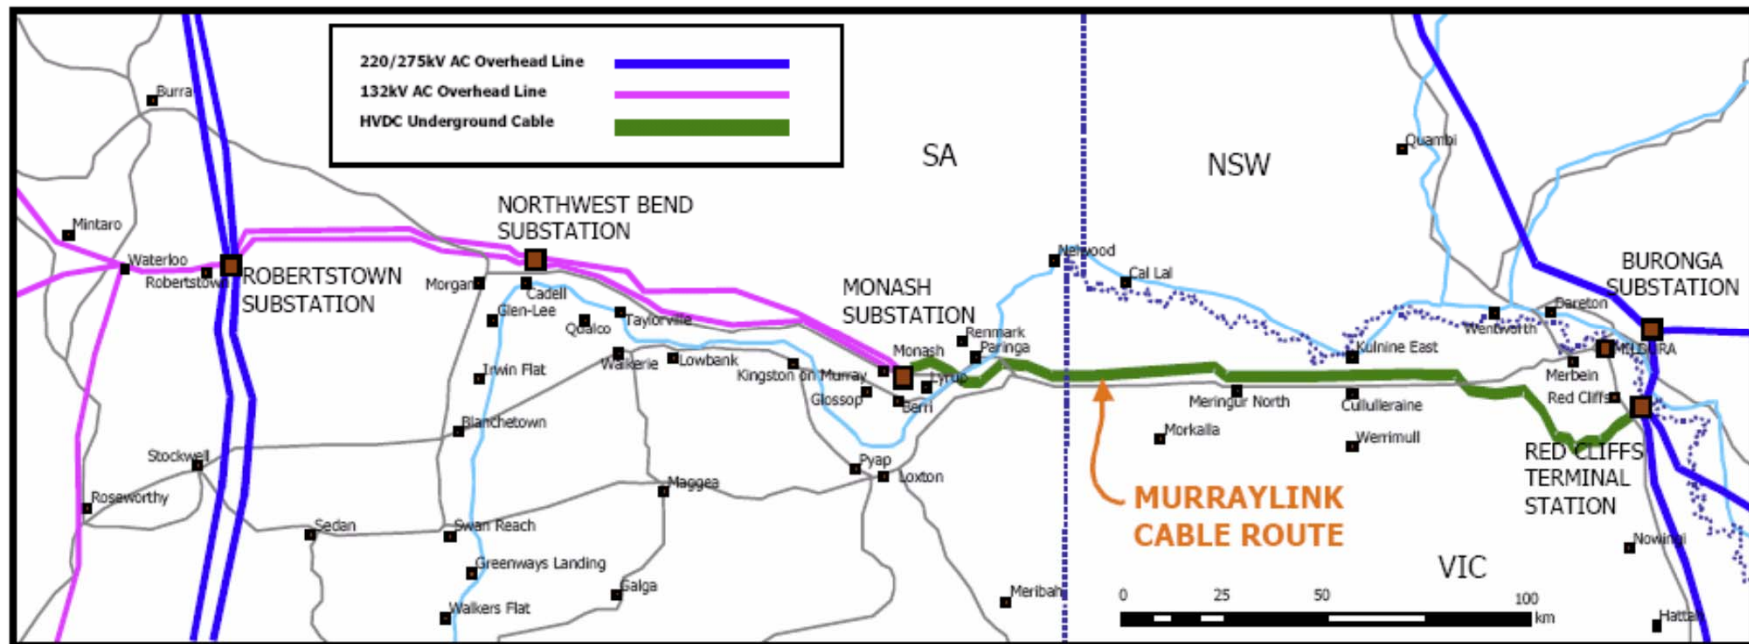 220/275kV AC Overhead Line
132kV AC Overhead Line
HVDC Underground Cable
SA
NSW
VIC
Burra
Mintaro
Waterloo
Robertstown
ROBERTSTOWN
SUBSTATION
NORTHWEST BEND
SUBSTATION
Morgan
Cadell
Glen-Lee
Qualco
Taylorville
Irwin Flat
Walkerie
Lowbank
Kingston on Murray
Blanchetown
Stockwell
Roseworthy
Sedan
Swan Reach
Greenways Landing
Walkers Flat
Galga
Maggea
Pyap
Loxton
MONASH
SUBSTATION
Monash
Renmark
Paringa
Lyrup
Glossop
Berri
Nelwood
Cal Lal
Quambi
Kulnine East
Wentworth
Dareton
BURONGA
SUBSTATION
MILDURA
Merbein
Red Cliffs
Meringur North
Cullulleraine
Morkalla
Werrimull
RED CLIFFS
TERMINAL
STATION
MURRAYLINK
CABLE ROUTE
Nowingi
Meribah
Hattah
0 25 50 100
km